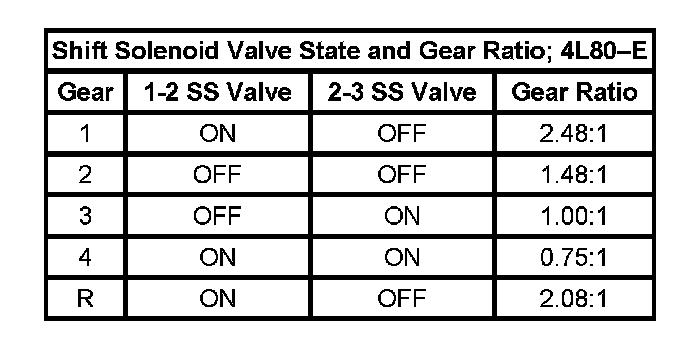 Shift Solenoid Valve State and Gear Ratio; 4L80–E
Gear 1-2 SS Valve 2-3 SS Valve Gear Ratio
1 ON OFF 2.48:1
2 OFF OFF 1.48:1
3 OFF ON 1.00:1
4 ON ON 0.75:1
R ON OFF 2.08:1